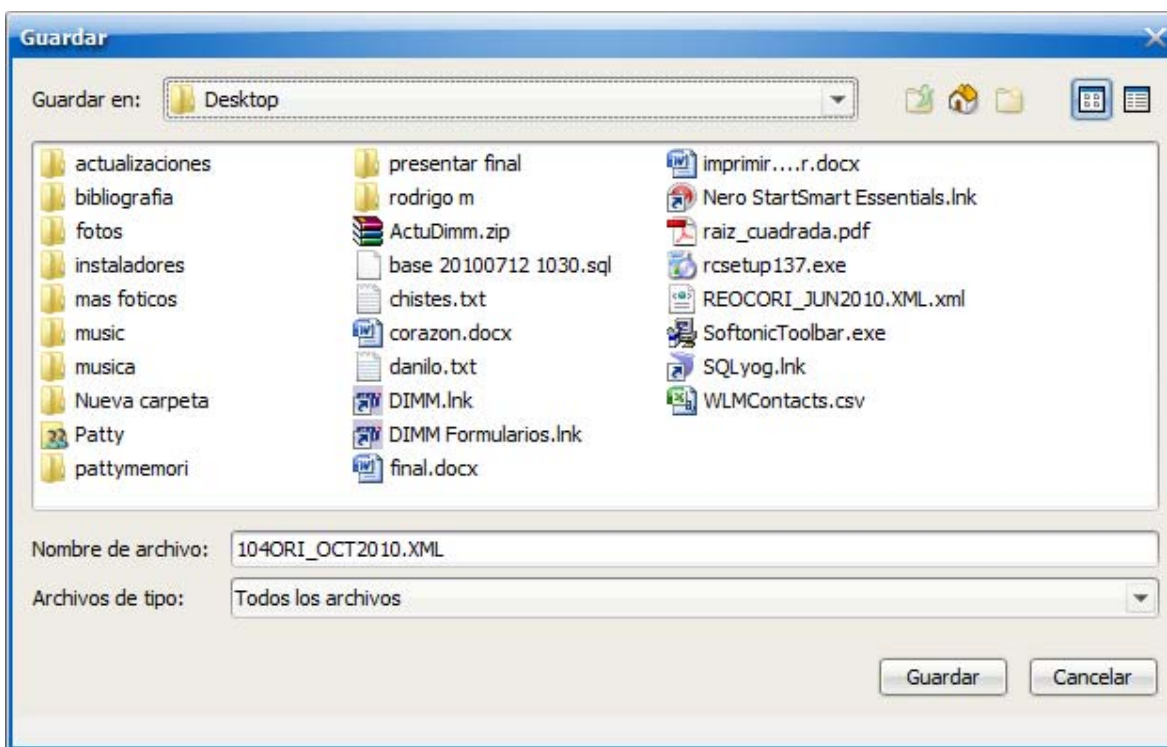 Guardar
Guardar en: Desktop
actualizaciones
bibliografia
fotos
instaladores
mas foticos
music
musica
Nueva carpeta
Patty
pattymemori
presentar final
rodrigo m
ActuDimm.zip
base 20100712 1030.sql
chistes.txt
corazon.docx
danilo.txt
DIMM.lnk
DIMM Formularios.lnk
final.docx
imprimir....r.docx
Nero StartSmart Essentials.lnk
raiz_cuadrada.pdf
rcsetup137.exe
REOCORI_JUN2010.XML.xml
SoftonicToolbar.exe
SQLyog.lnk
WLMContacts.csv
Nombre de archivo: 104ORI_OCT2010.XML
Archivos de tipo: Todos los archivos
Guardar Cancelar